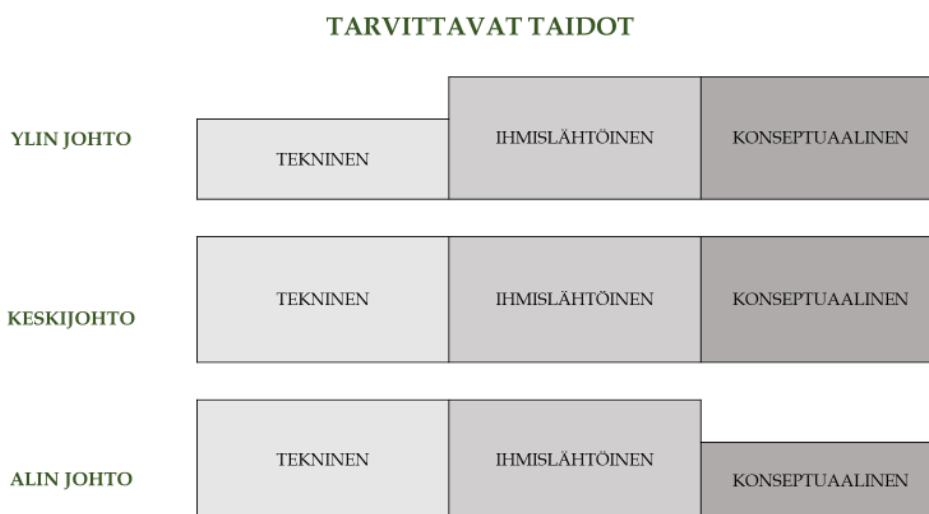 TARVITTAVAT TAIDOT
YLIN JOHTO
TEKNINEN
IHMISLÄHTÖINEN
KONSEPTUAALINEN
KESKIJOHTO
TEKNINEN
IHMISLÄHTÖINEN
KONSEPTUAALINEN
ALIN JOHTO
TEKNINEN
IHMISLÄHTÖINEN
KONSEPTUAALINEN